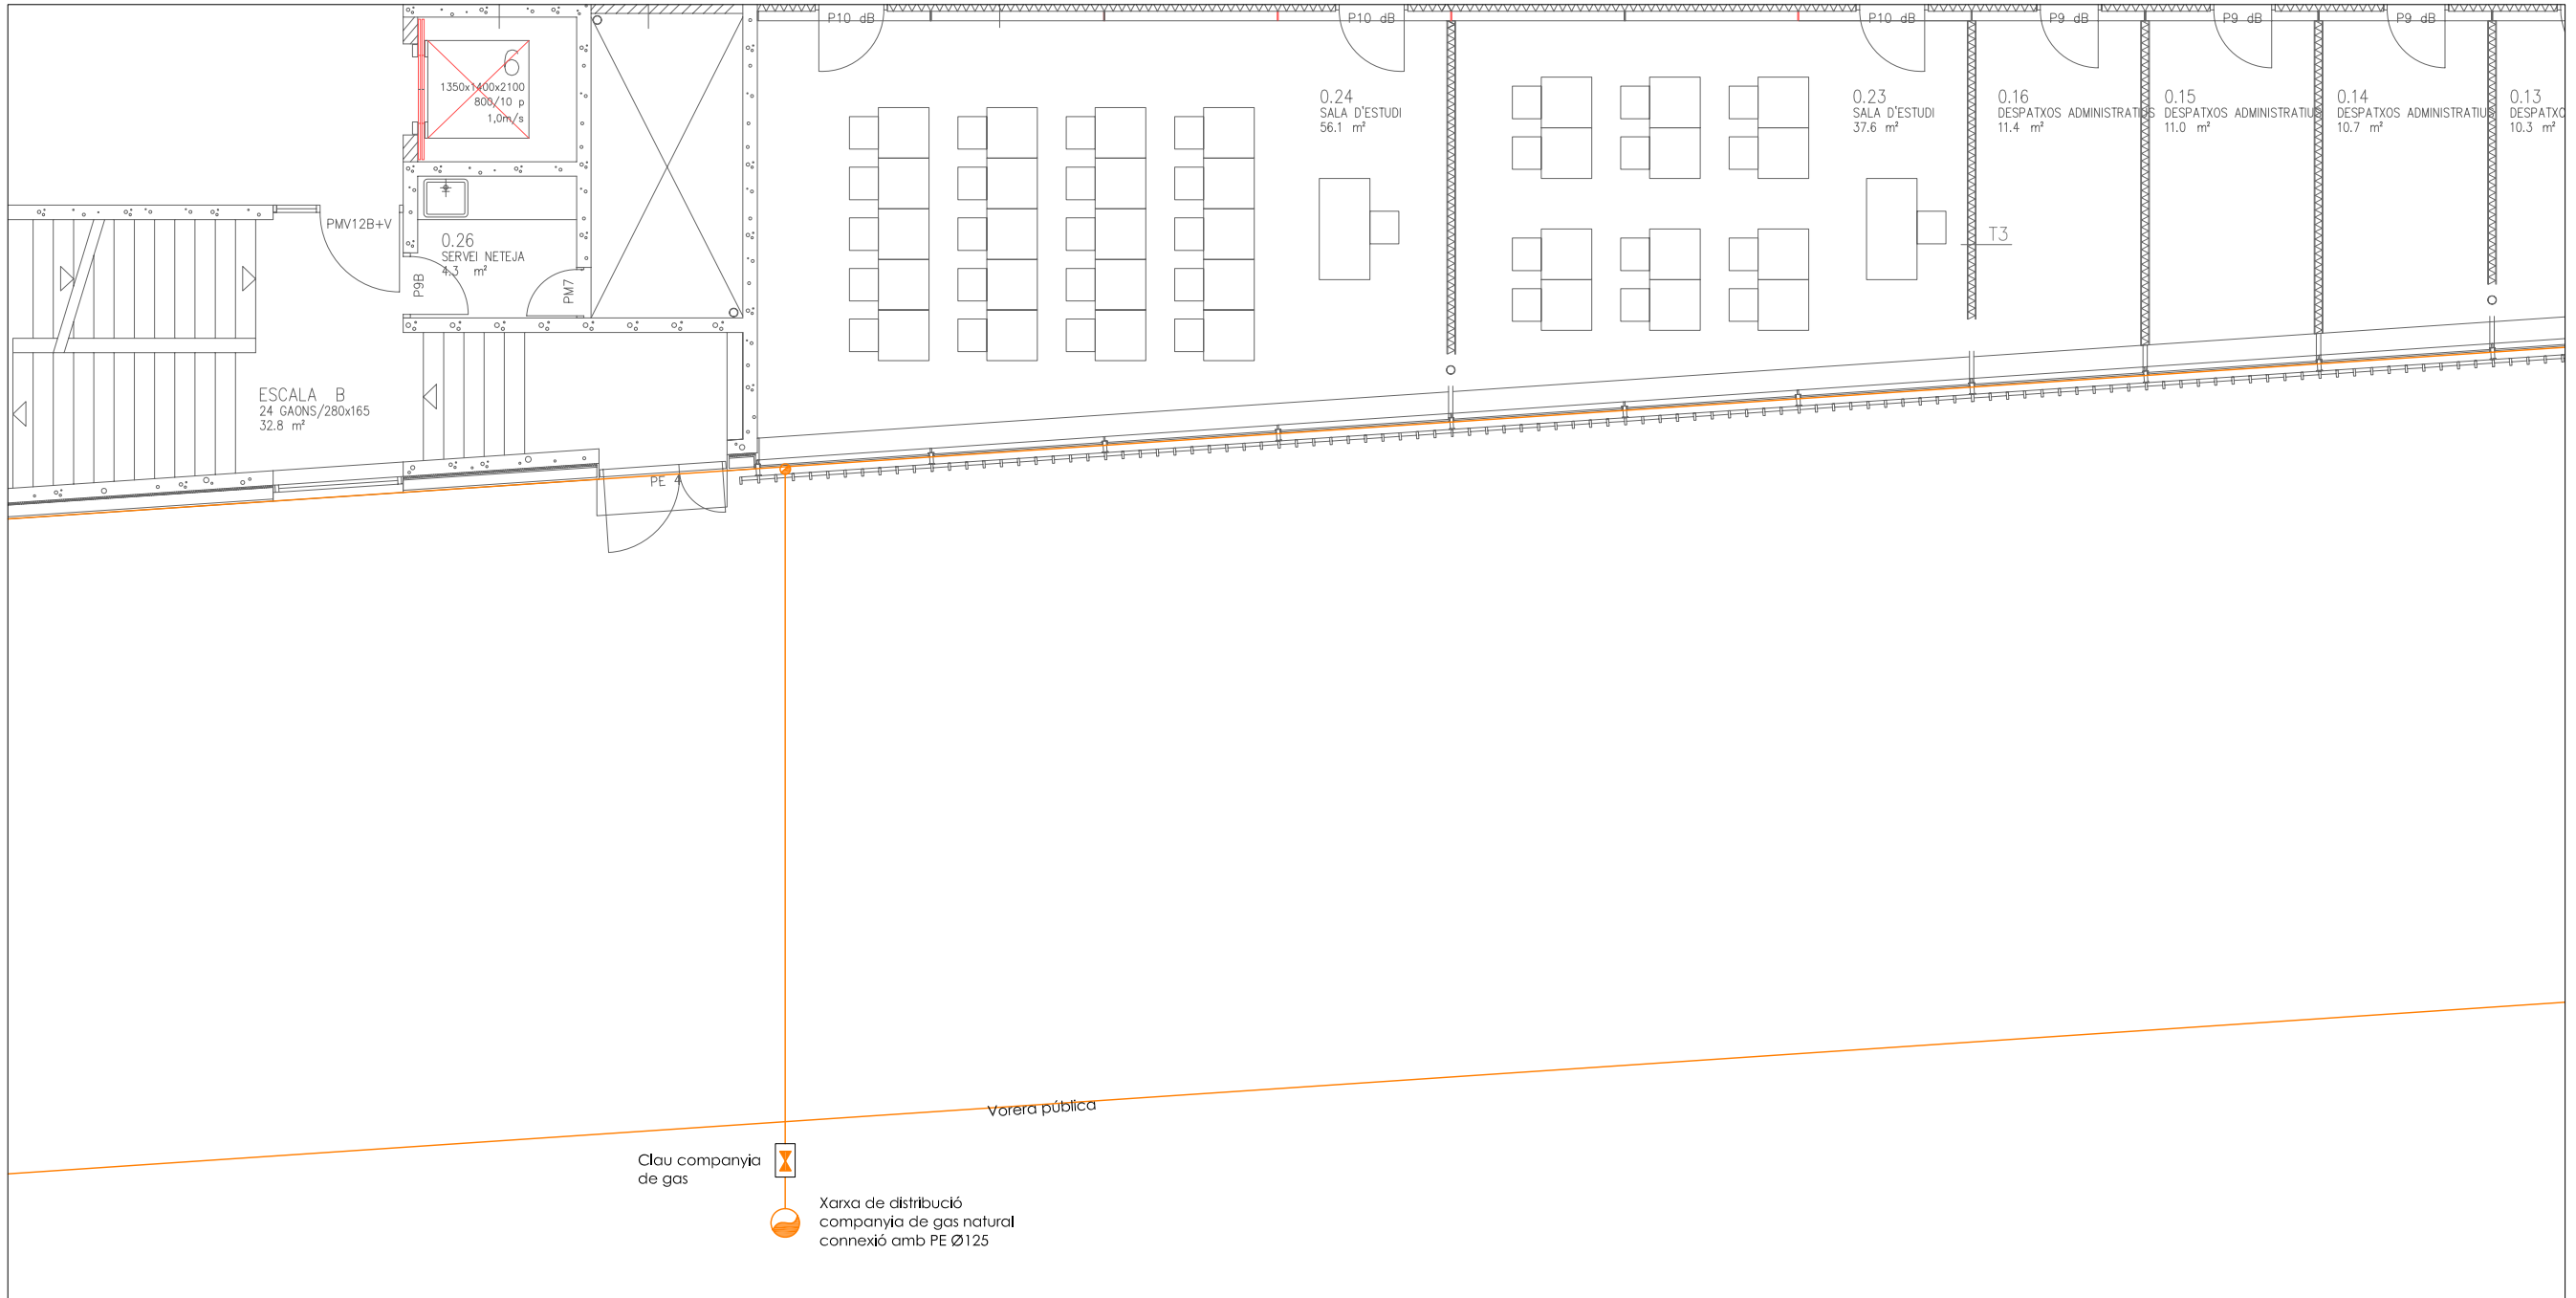 P10 dB
P10 dB
P10 dB
P9 dB
P9 dB
P9 dB
6
1350x1400x2100
800/10 p
1,0m/s
0.24
SALA D'ESTUDI
56.1 m²
0.23
SALA D'ESTUDI
37.6 m²
0.16
DESPATXOS ADMINISTRATIUS
11.4 m²
0.15
DESPATXOS ADMINISTRATIUS
11.0 m²
0.14
DESPATXOS ADMINISTRATIUS
10.7 m²
0.13
DESPATXO
10.3 m²
PMV12B+V
0.26
SERVEI NETEJA
4.3 m²
P9B
PM7
T3
ESCALA B
24 GAONS/280x165
32.8 m²
PE 4
Vorera pública
Clau companyia
de gas
Xarxa de distribució
companyia de gas natural
connexió amb PE Ø125